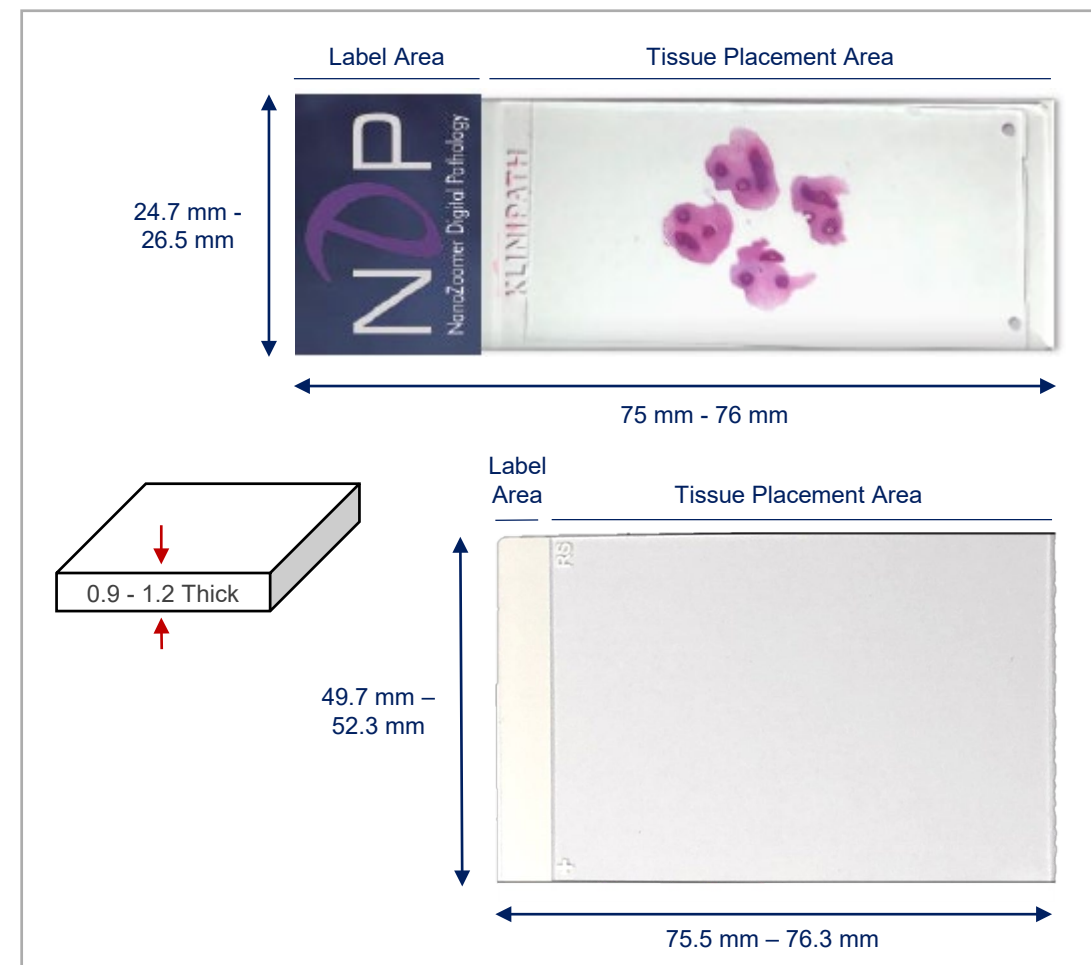 Label Area
Tissue Placement Area
NDP
NanoZoomer Digital Pathology
KLINIPATH
24.7 mm -
26.5 mm
75 mm - 76 mm
Label
Area
Tissue Placement Area
0.9 - 1.2 Thick
RS
+
49.7 mm –
52.3 mm
75.5 mm – 76.3 mm